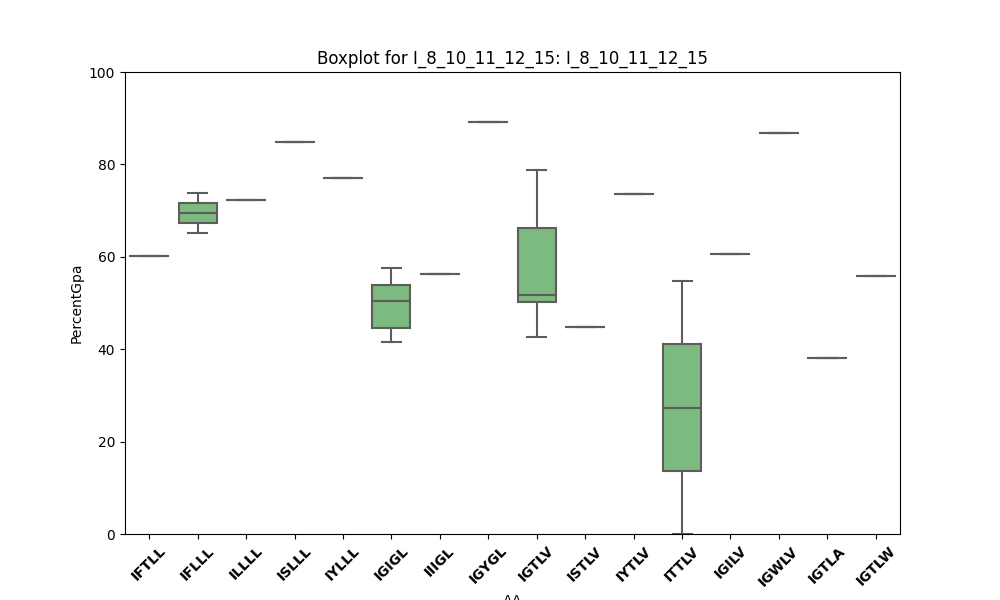 Boxplot for I_8_10_11_12_15: I_8_10_11_12_15
100
80
60
40
20
0
PercentGpa
IFTLL
IFLLL
ILLLL
ISLLL
IYLLL
IGIGL
IIIGL
IGYGL
IGTLV
ISTLV
IYTLV
ITTLV
IGILV
IGWLV
IGTLA
IGTLW
AA